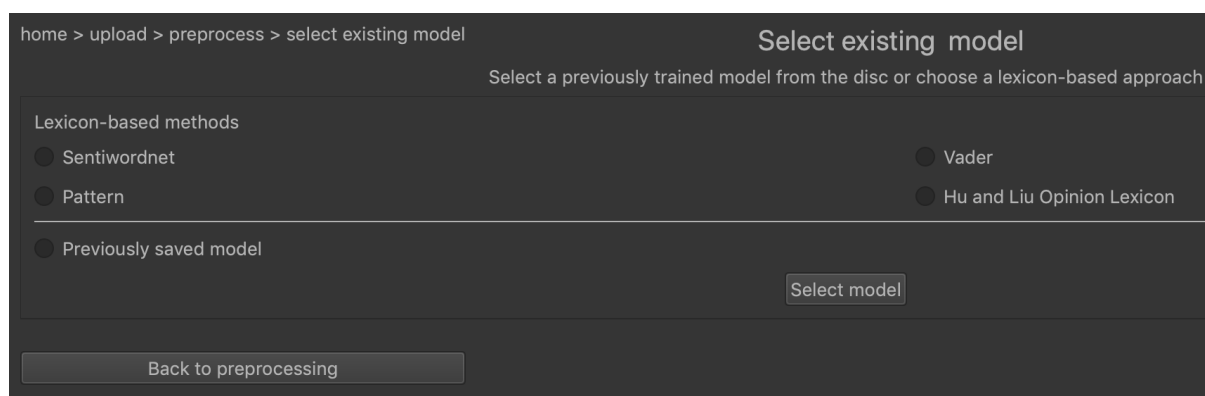 home > upload > preprocess > select existing model
Select existing model
Select a previously trained model from the disc or choose a lexicon-based approach
Lexicon-based methods
Sentiwordnet
Vader
Pattern
Hu and Liu Opinion Lexicon
Previously saved model
Select model
Back to preprocessing